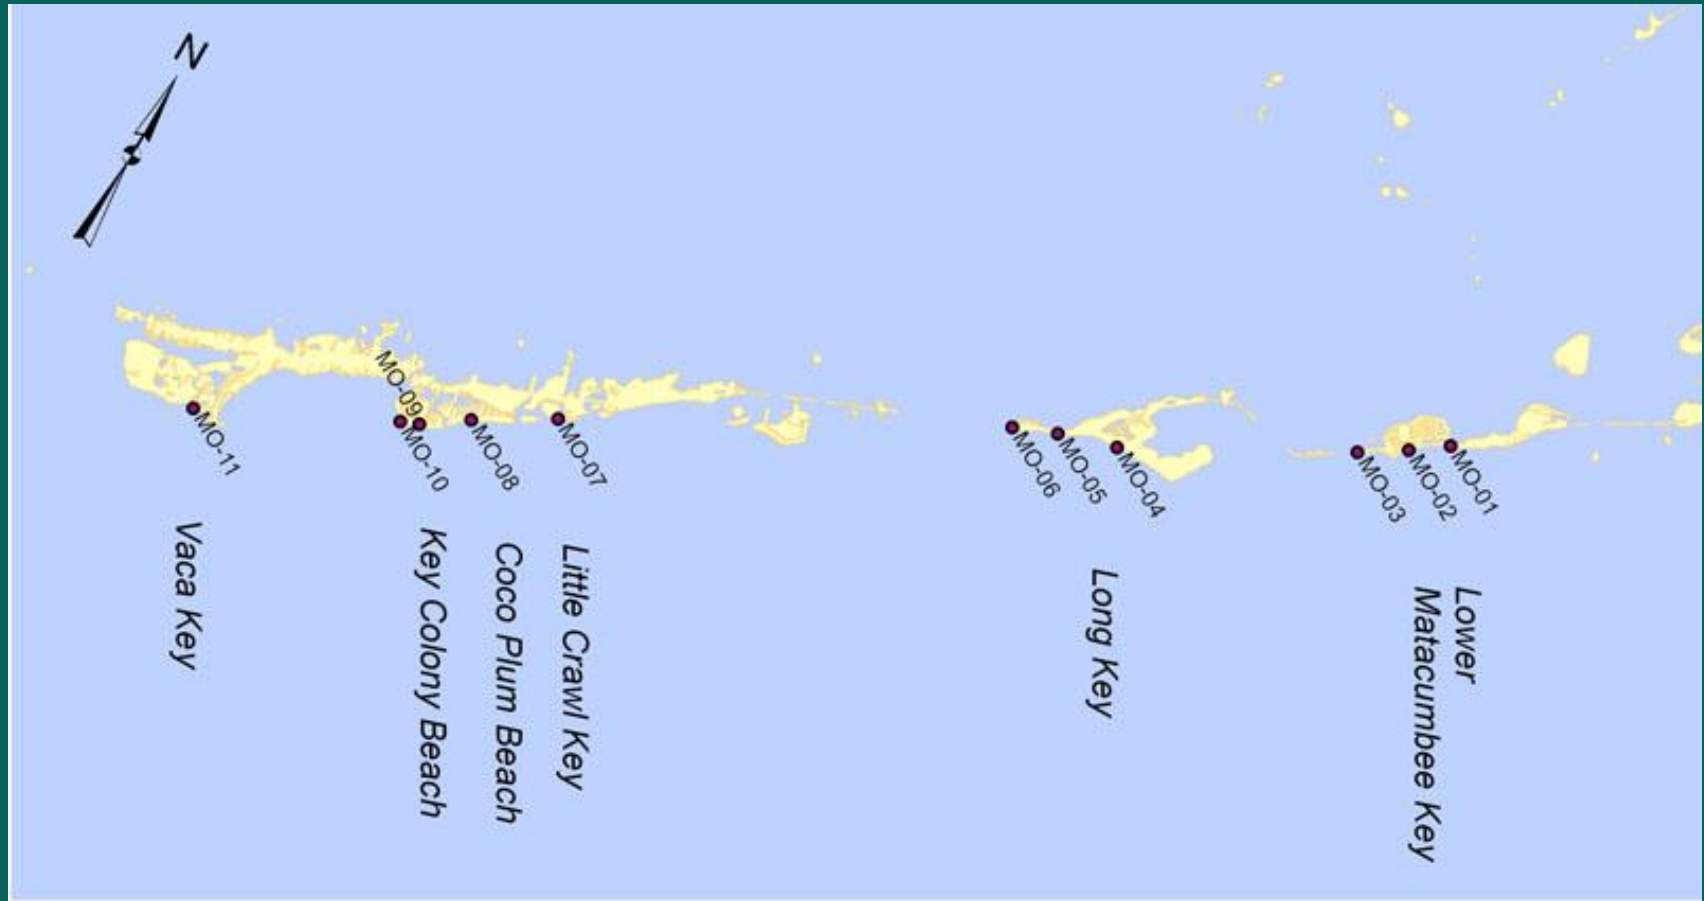 N
MO-09
MO-11
MO-10
MO-08
MO-07
MO-06
MO-05
MO-04
MO-03
MO-02
MO-01
Vaca Key
Key Colony Beach
Coco Plum Beach
Little Crawl Key
Long Key
Lower
Matacumbee Key